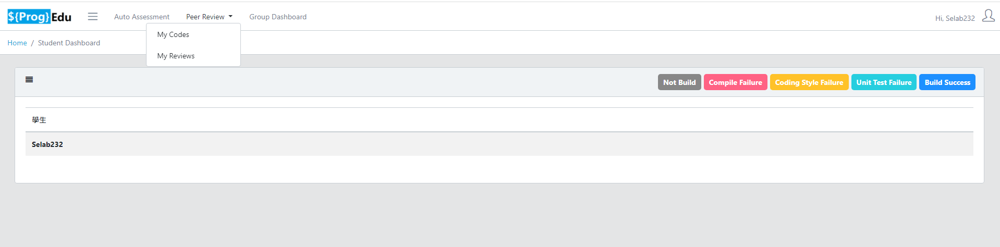 ${Prog}Edu Auto Assessment Peer Review Group Dashboard Hi, Selab232
My Codes
Home / Student Dashboard
My Reviews
Not Build Compile Failure Coding Style Failure Unit Test Failure Build Success
學生
Selab232